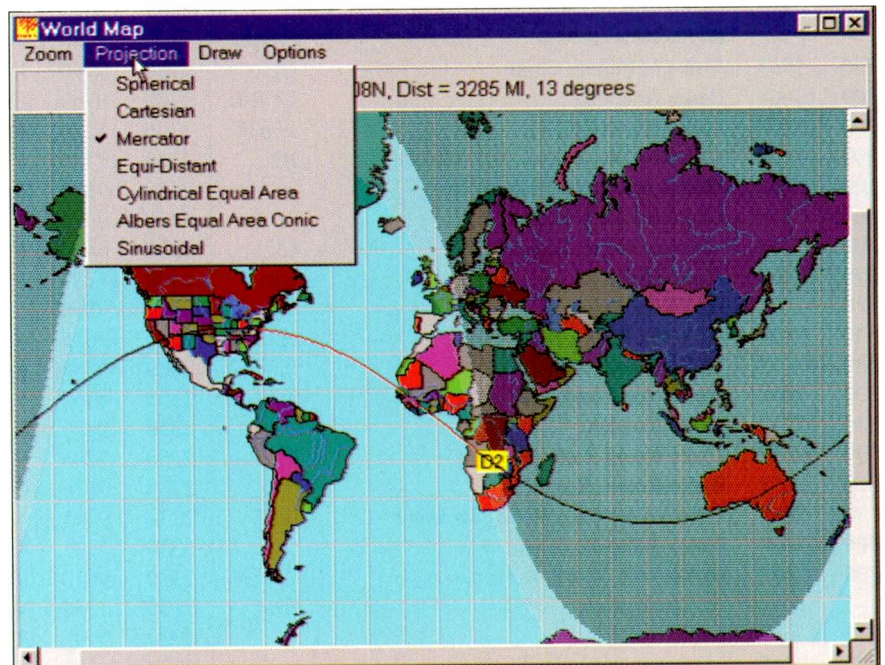 World Map
Zoom Projection Draw Options
08N, Dist = 3285 MI, 13 degrees
Spherical
Cartesian
Mercator
Equi-Distant
Cylindrical Equal Area
Albers Equal Area Conic
Sinusoidal
D2